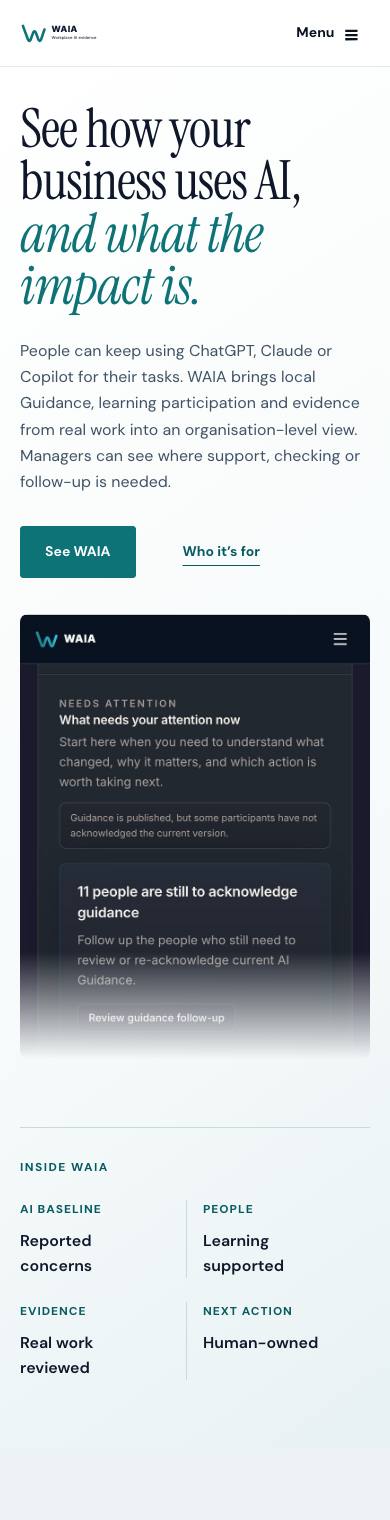 WAIA
Workplace AI evidence
Menu
See how your
business uses AI,
and what the
impact is.
People can keep using ChatGPT, Claude or
Copilot for their tasks. WAIA brings local
Guidance, learning participation and evidence
from real work into an organisation-level view.
Managers can see where support, checking or
follow-up is needed.
See WAIA
Who it's for
WAIA
NEEDS ATTENTION
What needs your attention now
Start here when you need to understand what
changed, why it matters, and which action is
worth taking next.
Guidance is published, but some participants have not
acknowledged the current version.
11 people are still to acknowledge
guidance
Follow up the people who still need to
review or re-acknowledge current AI
Guidance.
Review guidance follow-up
INSIDE WAIA
AI BASELINE
Reported
concerns
PEOPLE
Learning
supported
EVIDENCE
Real work
reviewed
NEXT ACTION
Human-owned